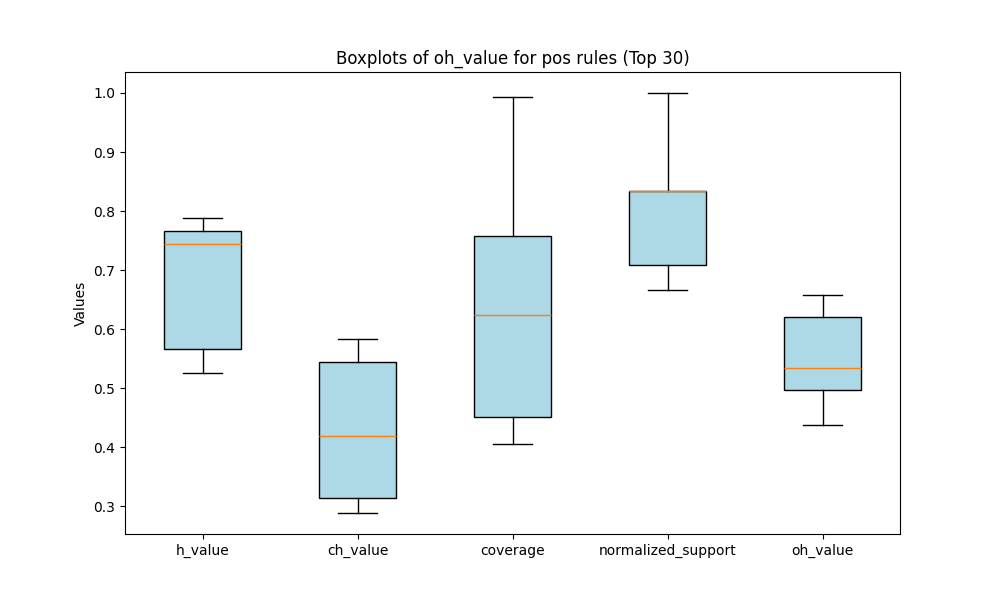 Boxplots of oh_value for pos rules (Top 30)
Values
1.0
0.9
0.8
0.7
0.6
0.5
0.4
0.3
h_value
ch_value
coverage
normalized_support
oh_value